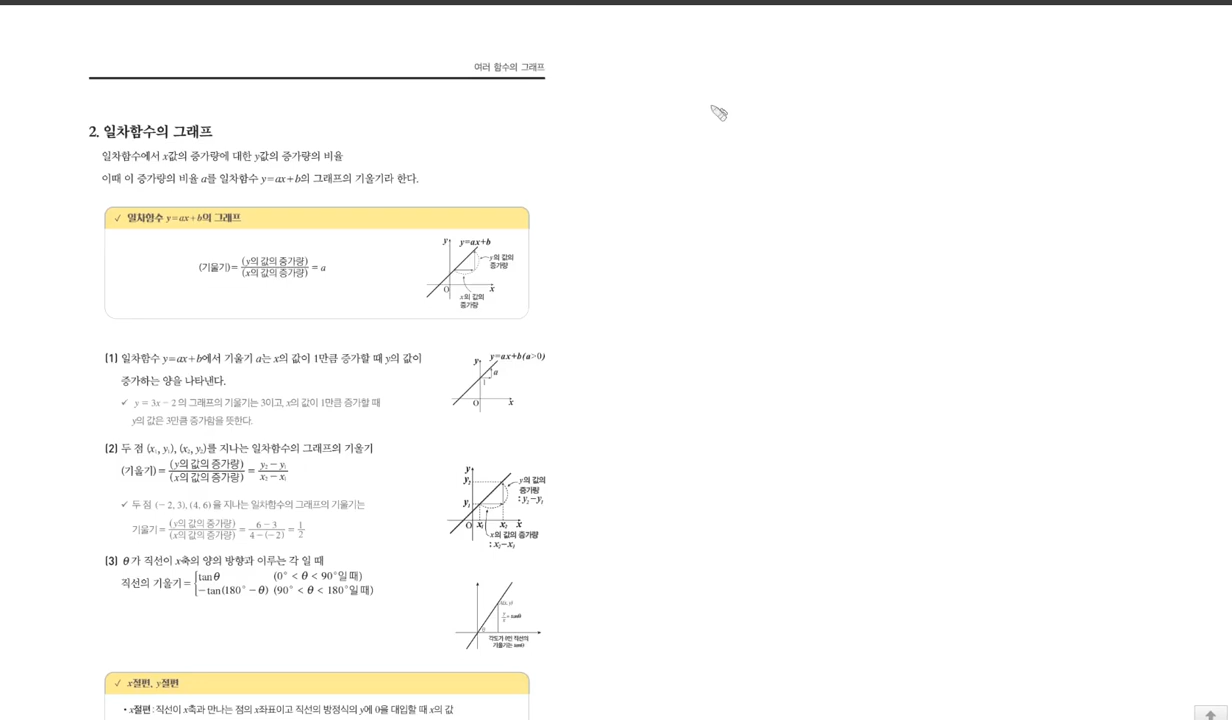 여러 함수의 그래프
2. 일차함수의 그래프
일차함수에서 x값의 증가량에 대한 y값의 증가량의 비율
이때 이 증가량의 비율 a를 일차함수 y=ax+b의 그래프의 기울기라 한다.
✓ 일차함수 y=ax+b의 그래프
(기울기)= (y의 값의 증가량)/(x의 값의 증가량) = a
y y=ax+b
y의 값의
증가량
O x
x의 값의
증가량
(1) 일차함수 y=ax+b에서 기울기 a는 x의 값이 1만큼 증가할 때 y의 값이
증가하는 양을 나타낸다.
✓ y = 3x - 2의 그래프의 기울기는 3이고, x의 값이 1만큼 증가할 때
y의 값은 3만큼 증가함을 뜻한다.
y y=ax+b(a>0)
a
1
O x
(2) 두 점 (x₁, y₁), (x₂, y₂)를 지나는 일차함수의 그래프의 기울기
(기울기) = (y의 값의 증가량)/(x의 값의 증가량) = (y₂-y₁)/(x₂-x₁)
✓ 두 점 (-2, 3), (4, 6)을 지나는 일차함수의 그래프의 기울기는
기울기 = (y의 값의 증가량)/(x의 값의 증가량) = (6-3)/(4-(-2)) = 1/2
y
y₂
y의 값의
증가량
: y₂-y₁
y₁
O x₁ x₂ x
x의 값의 증가량
: x₂-x₁
(3) θ가 직선이 x축의 양의 방향과 이루는 각 일 때
직선의 기울기 = { tanθ (0° < θ < 90°일 때)
-tan(180° - θ) (90° < θ < 180°일 때)
y/x = tanθ
각도가 θ인 직선의
기울기는 tanθ
✓ x절편, y절편
• x절편: 직선이 x축과 만나는 점의 x좌표이고 직선의 방정식의 y에 0을 대입할 때 x의 값